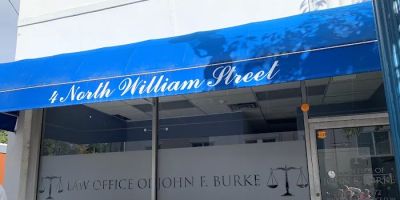 4 North William Street
LAW OFFICE OF JOHN F. BURKE